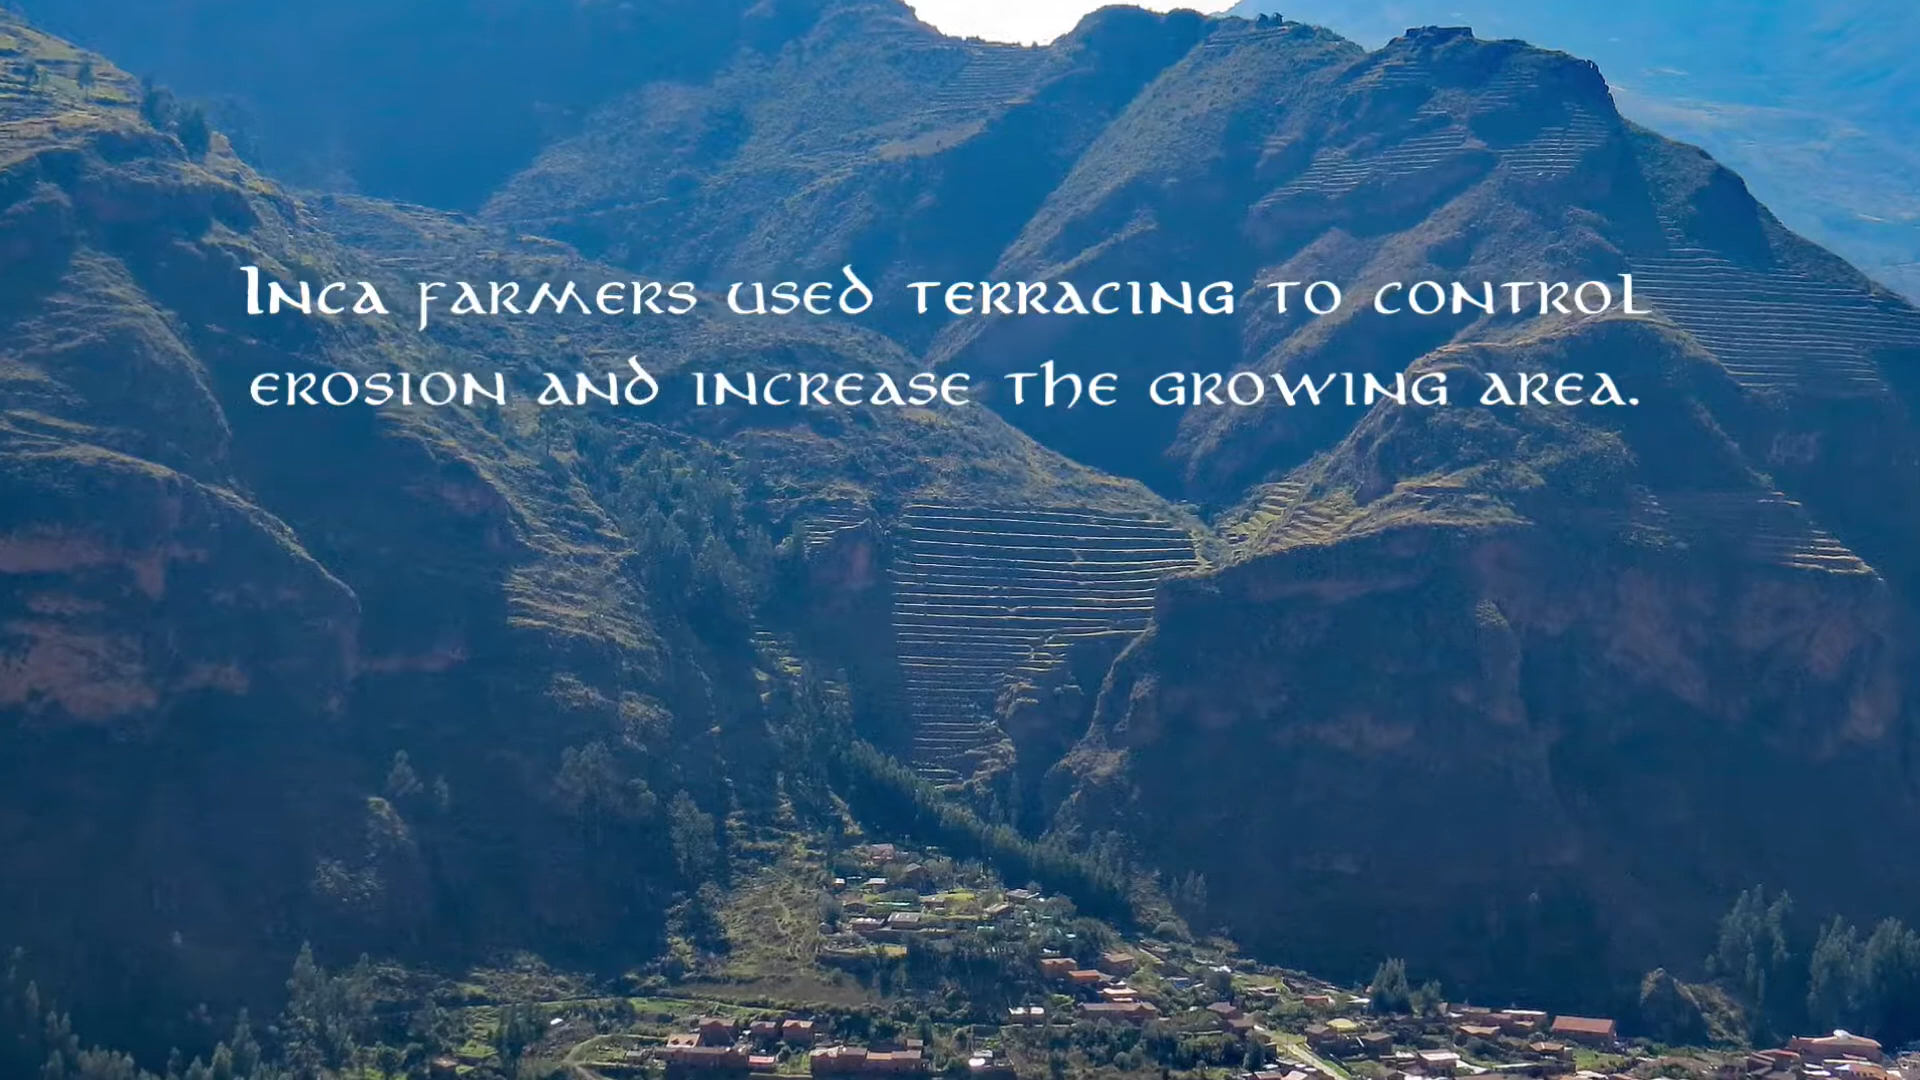 Inca farmers used terracing to control
erosion and increase the growing area.